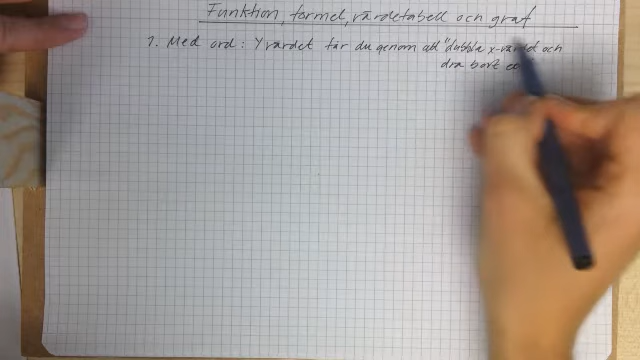 Funktion, formel, värdetabell och graf
1. Med ord: Y värdet får du genom att "dubbla x-värdet och
dra bort